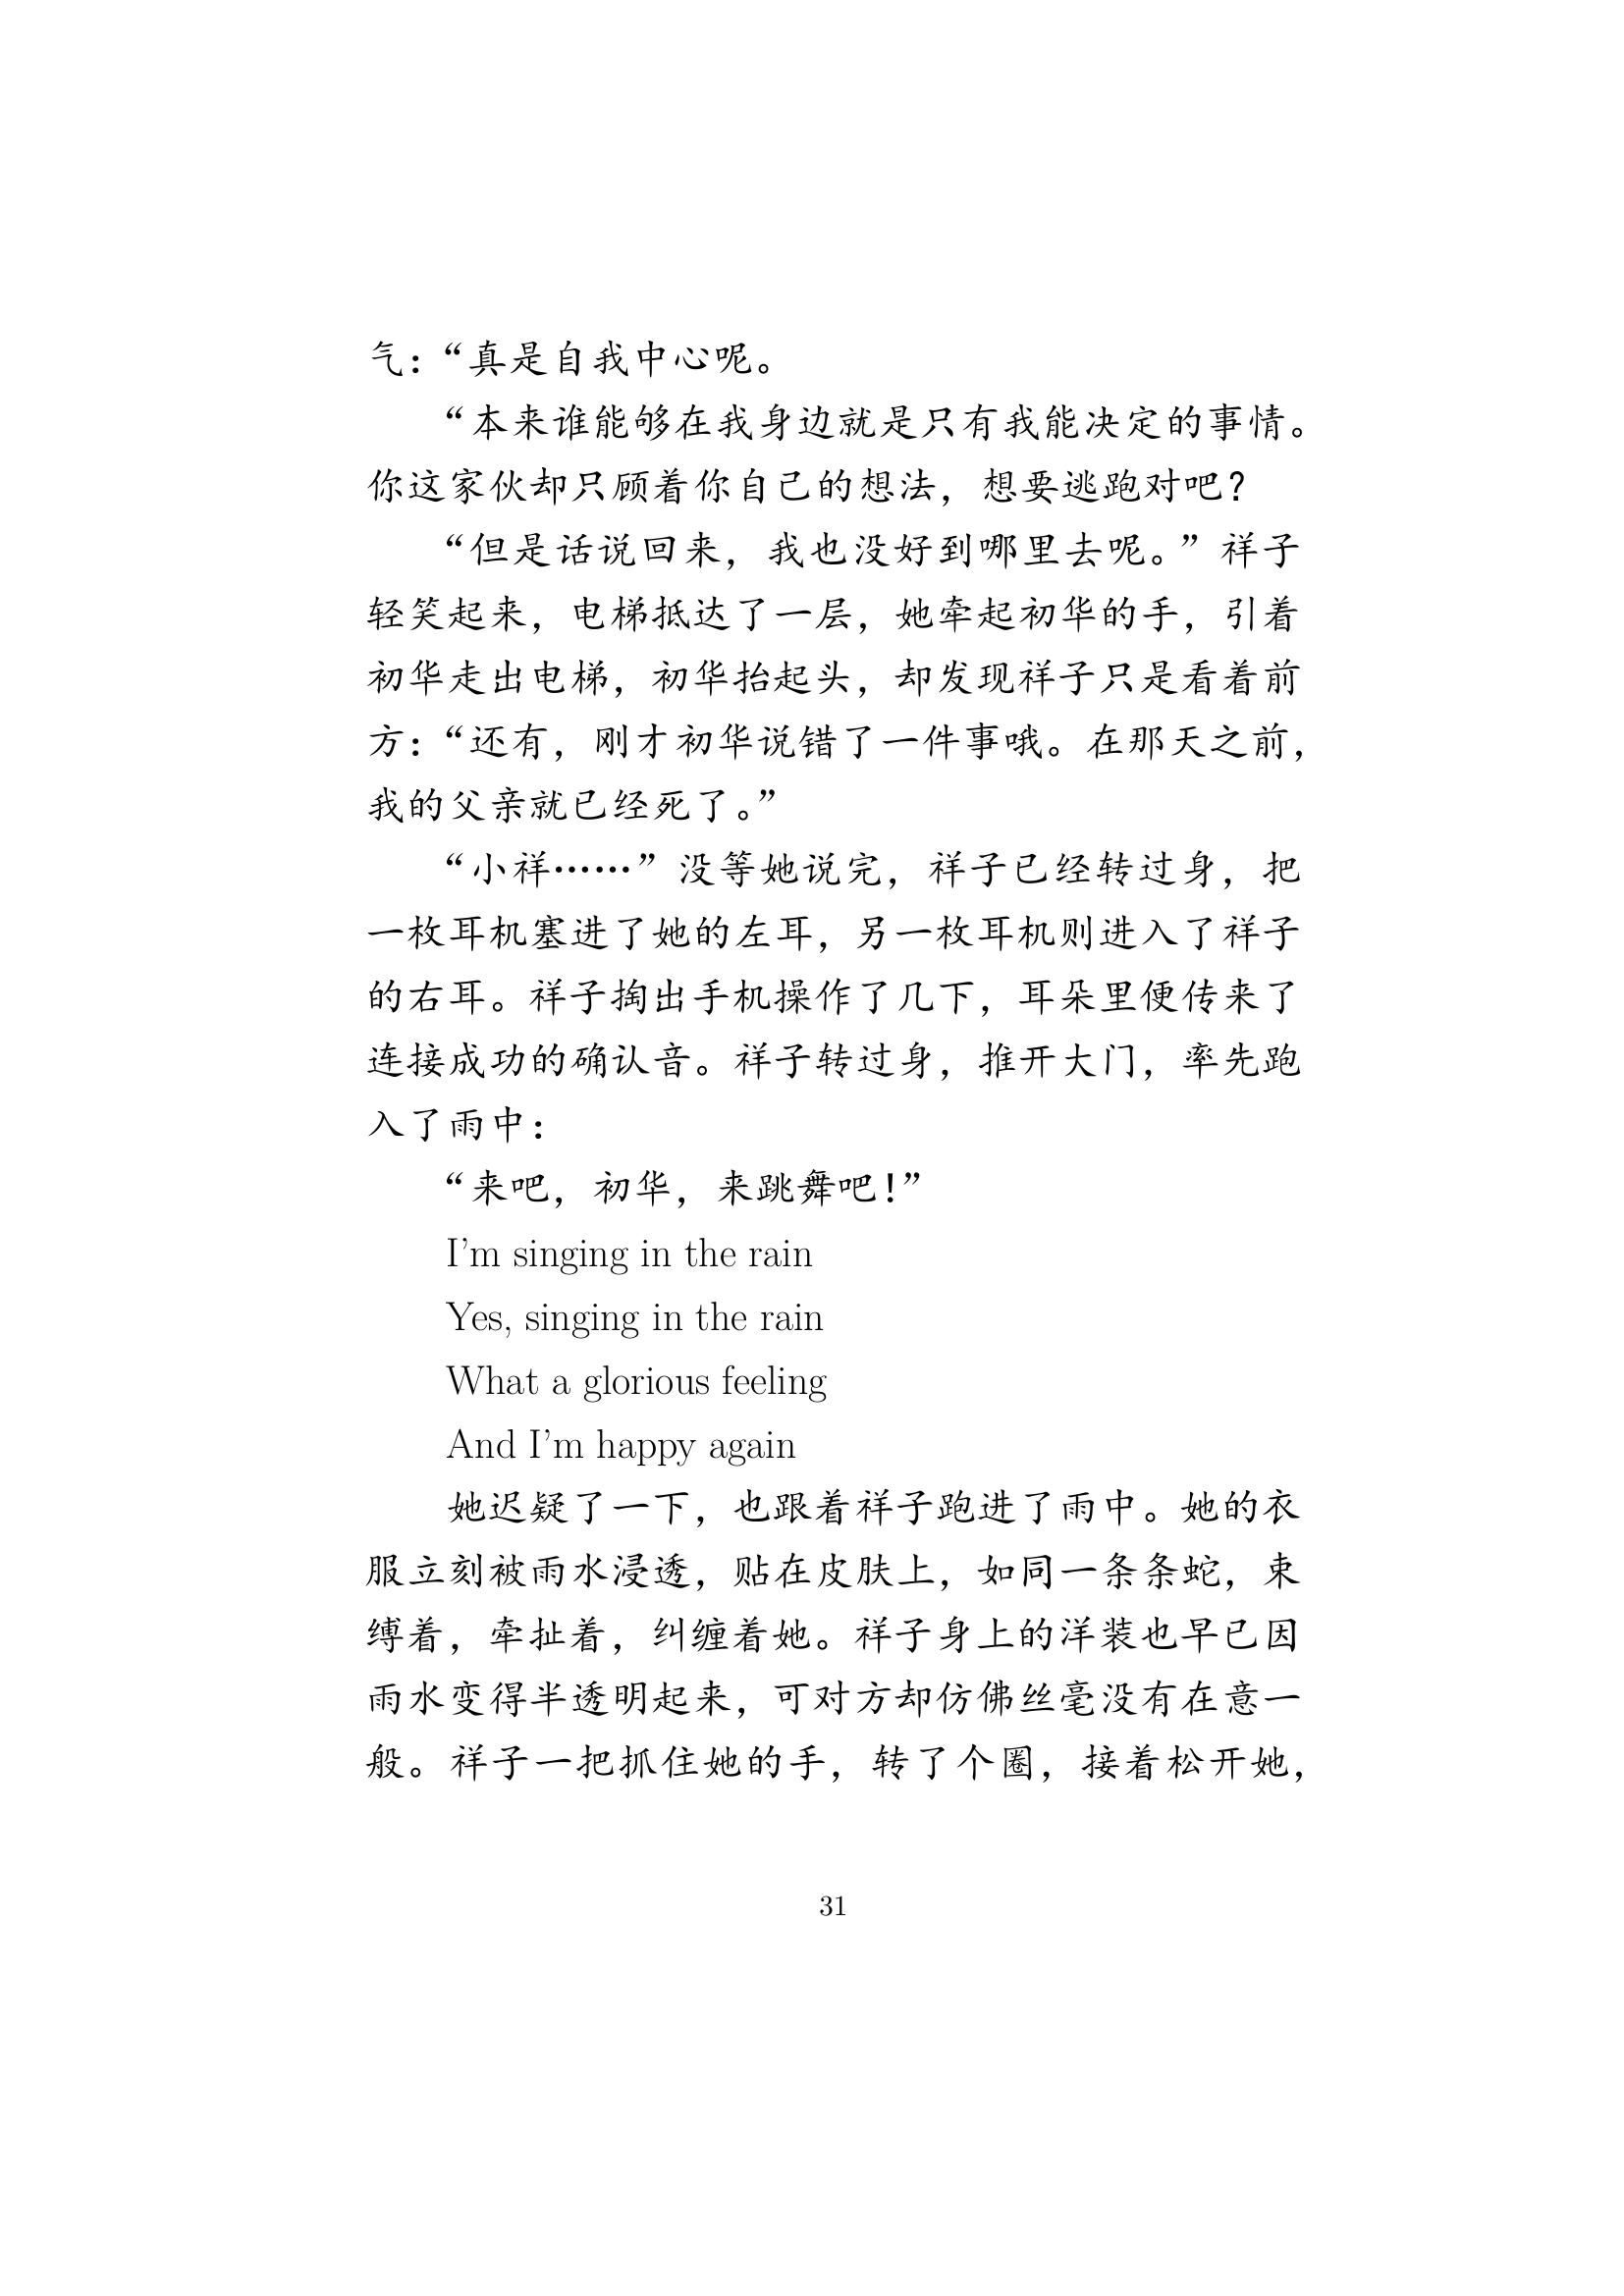 气：“真是自我中心呢。
“本来谁能够在我身边就是只有我能决定的事情。
你这家伙却只顾着你自己的想法，想要逃跑对吧？
“但是话说回来，我也没好到哪里去呢。”祥子
轻笑起来，电梯抵达了一层，她牵起初华的手，引着
初华走出电梯，初华抬起头，却发现祥子只是看着前
方：“还有，刚才初华说错了一件事哦。在那天之前，
我的父亲就已经死了。”
“小祥……”没等她说完，祥子已经转过身，把
一枚耳机塞进了她的左耳，另一枚耳机则进入了祥子
的右耳。祥子掏出手机操作了几下，耳朵里便传来了
连接成功的确认音。祥子转过身，推开大门，率先跑
入了雨中：
“来吧，初华，来跳舞吧！”
I’m singing in the rain
Yes, singing in the rain
What a glorious feeling
And I’m happy again
她迟疑了一下，也跟着祥子跑进了雨中。她的衣
服立刻被雨水浸透，贴在皮肤上，如同一条条蛇，束
缚着，牵扯着，纠缠着她。祥子身上的洋装也早已因
雨水变得半透明起来，可对方却仿佛丝毫没有在意一
般。祥子一把抓住她的手，转了个圈，接着松开她，
31